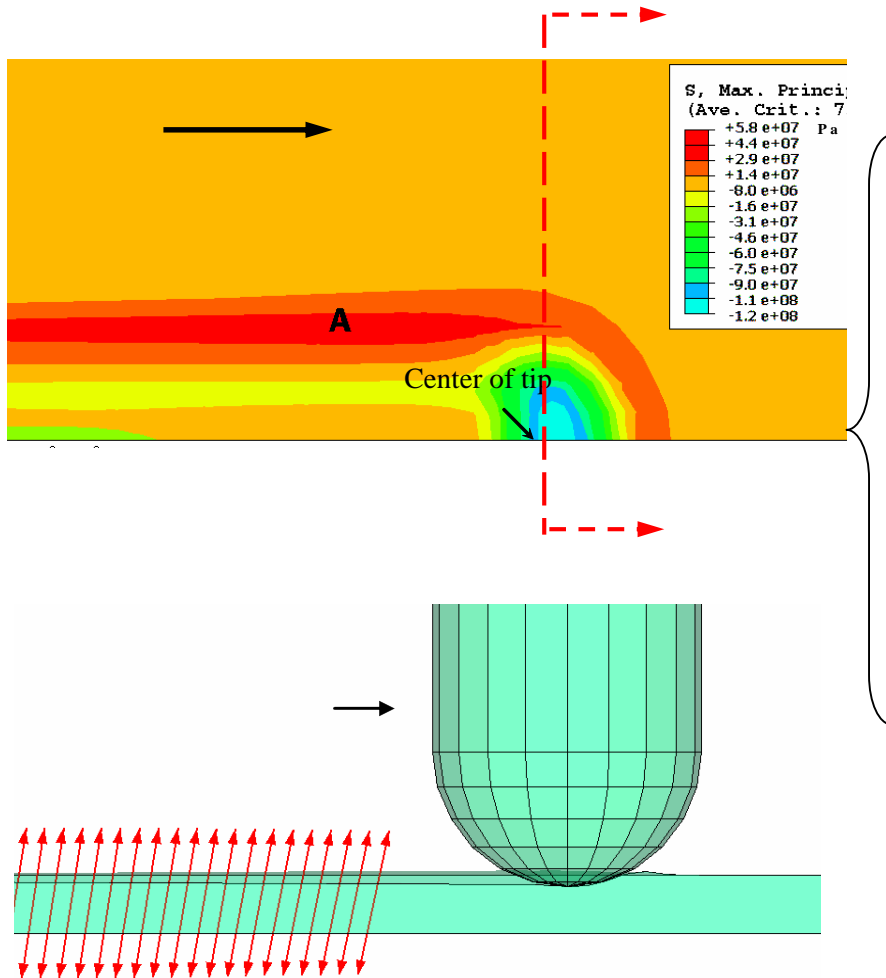 S, Max. Princi
(Ave. Crit.: 7
+5.8 e+07 Pa
+4.4 e+07
+2.9 e+07
+1.4 e+07
-8.0 e+06
-1.6 e+07
-3.1 e+07
-4.6 e+07
-6.0 e+07
-7.5 e+07
-9.0 e+07
-1.1 e+08
-1.2 e+08
A
Center of tip